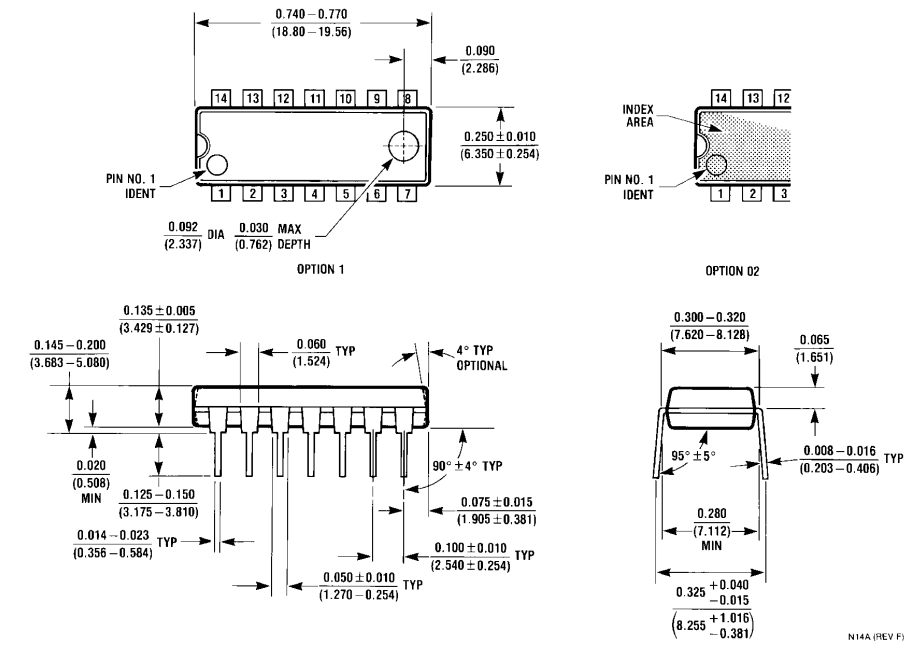 0.740 – 0.770
(18.80 – 19.56)
0.090
(2.286)
14 13 12 11 10 9 8
14 13 12
INDEX
AREA
0.250 ± 0.010
(6.350 ± 0.254)
PIN NO. 1
IDENT
PIN NO. 1
IDENT
1 2 3 4 5 6 7
1 2 3
0.092
(2.337)
DIA
0.030
(0.762)
MAX
DEPTH
OPTION 1
OPTION 02
0.135 ± 0.005
(3.429 ± 0.127)
0.145 – 0.200
(3.683 – 5.080)
0.060
(1.524)
TYP
4° TYP
OPTIONAL
0.300 – 0.320
(7.620 – 8.128)
0.065
(1.651)
0.020
(0.508)
MIN
0.125 – 0.150
(3.175 – 3.810)
90° ± 4° TYP
95° ± 5°
0.008 – 0.016
(0.203 – 0.406)
TYP
0.075 ± 0.015
(1.905 ± 0.381)
0.014 – 0.023
(0.356 – 0.584)
TYP
0.280
(7.112)
MIN
0.100 ± 0.010
(2.540 ± 0.254)
TYP
0.050 ± 0.010
(1.270 – 0.254)
TYP
0.325 +0.040
–0.015
(8.255 +1.016
–0.381)
N14A (REV F)